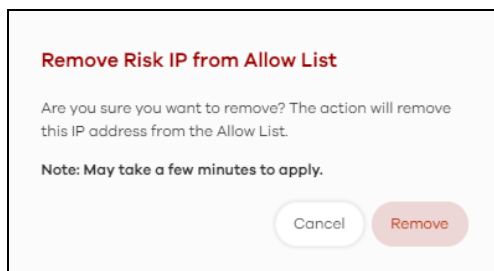 Remove Risk IP from Allow List
Are you sure you want to remove? The action will remove
this IP address from the Allow List.
Note: May take a few minutes to apply.
Cancel
Remove